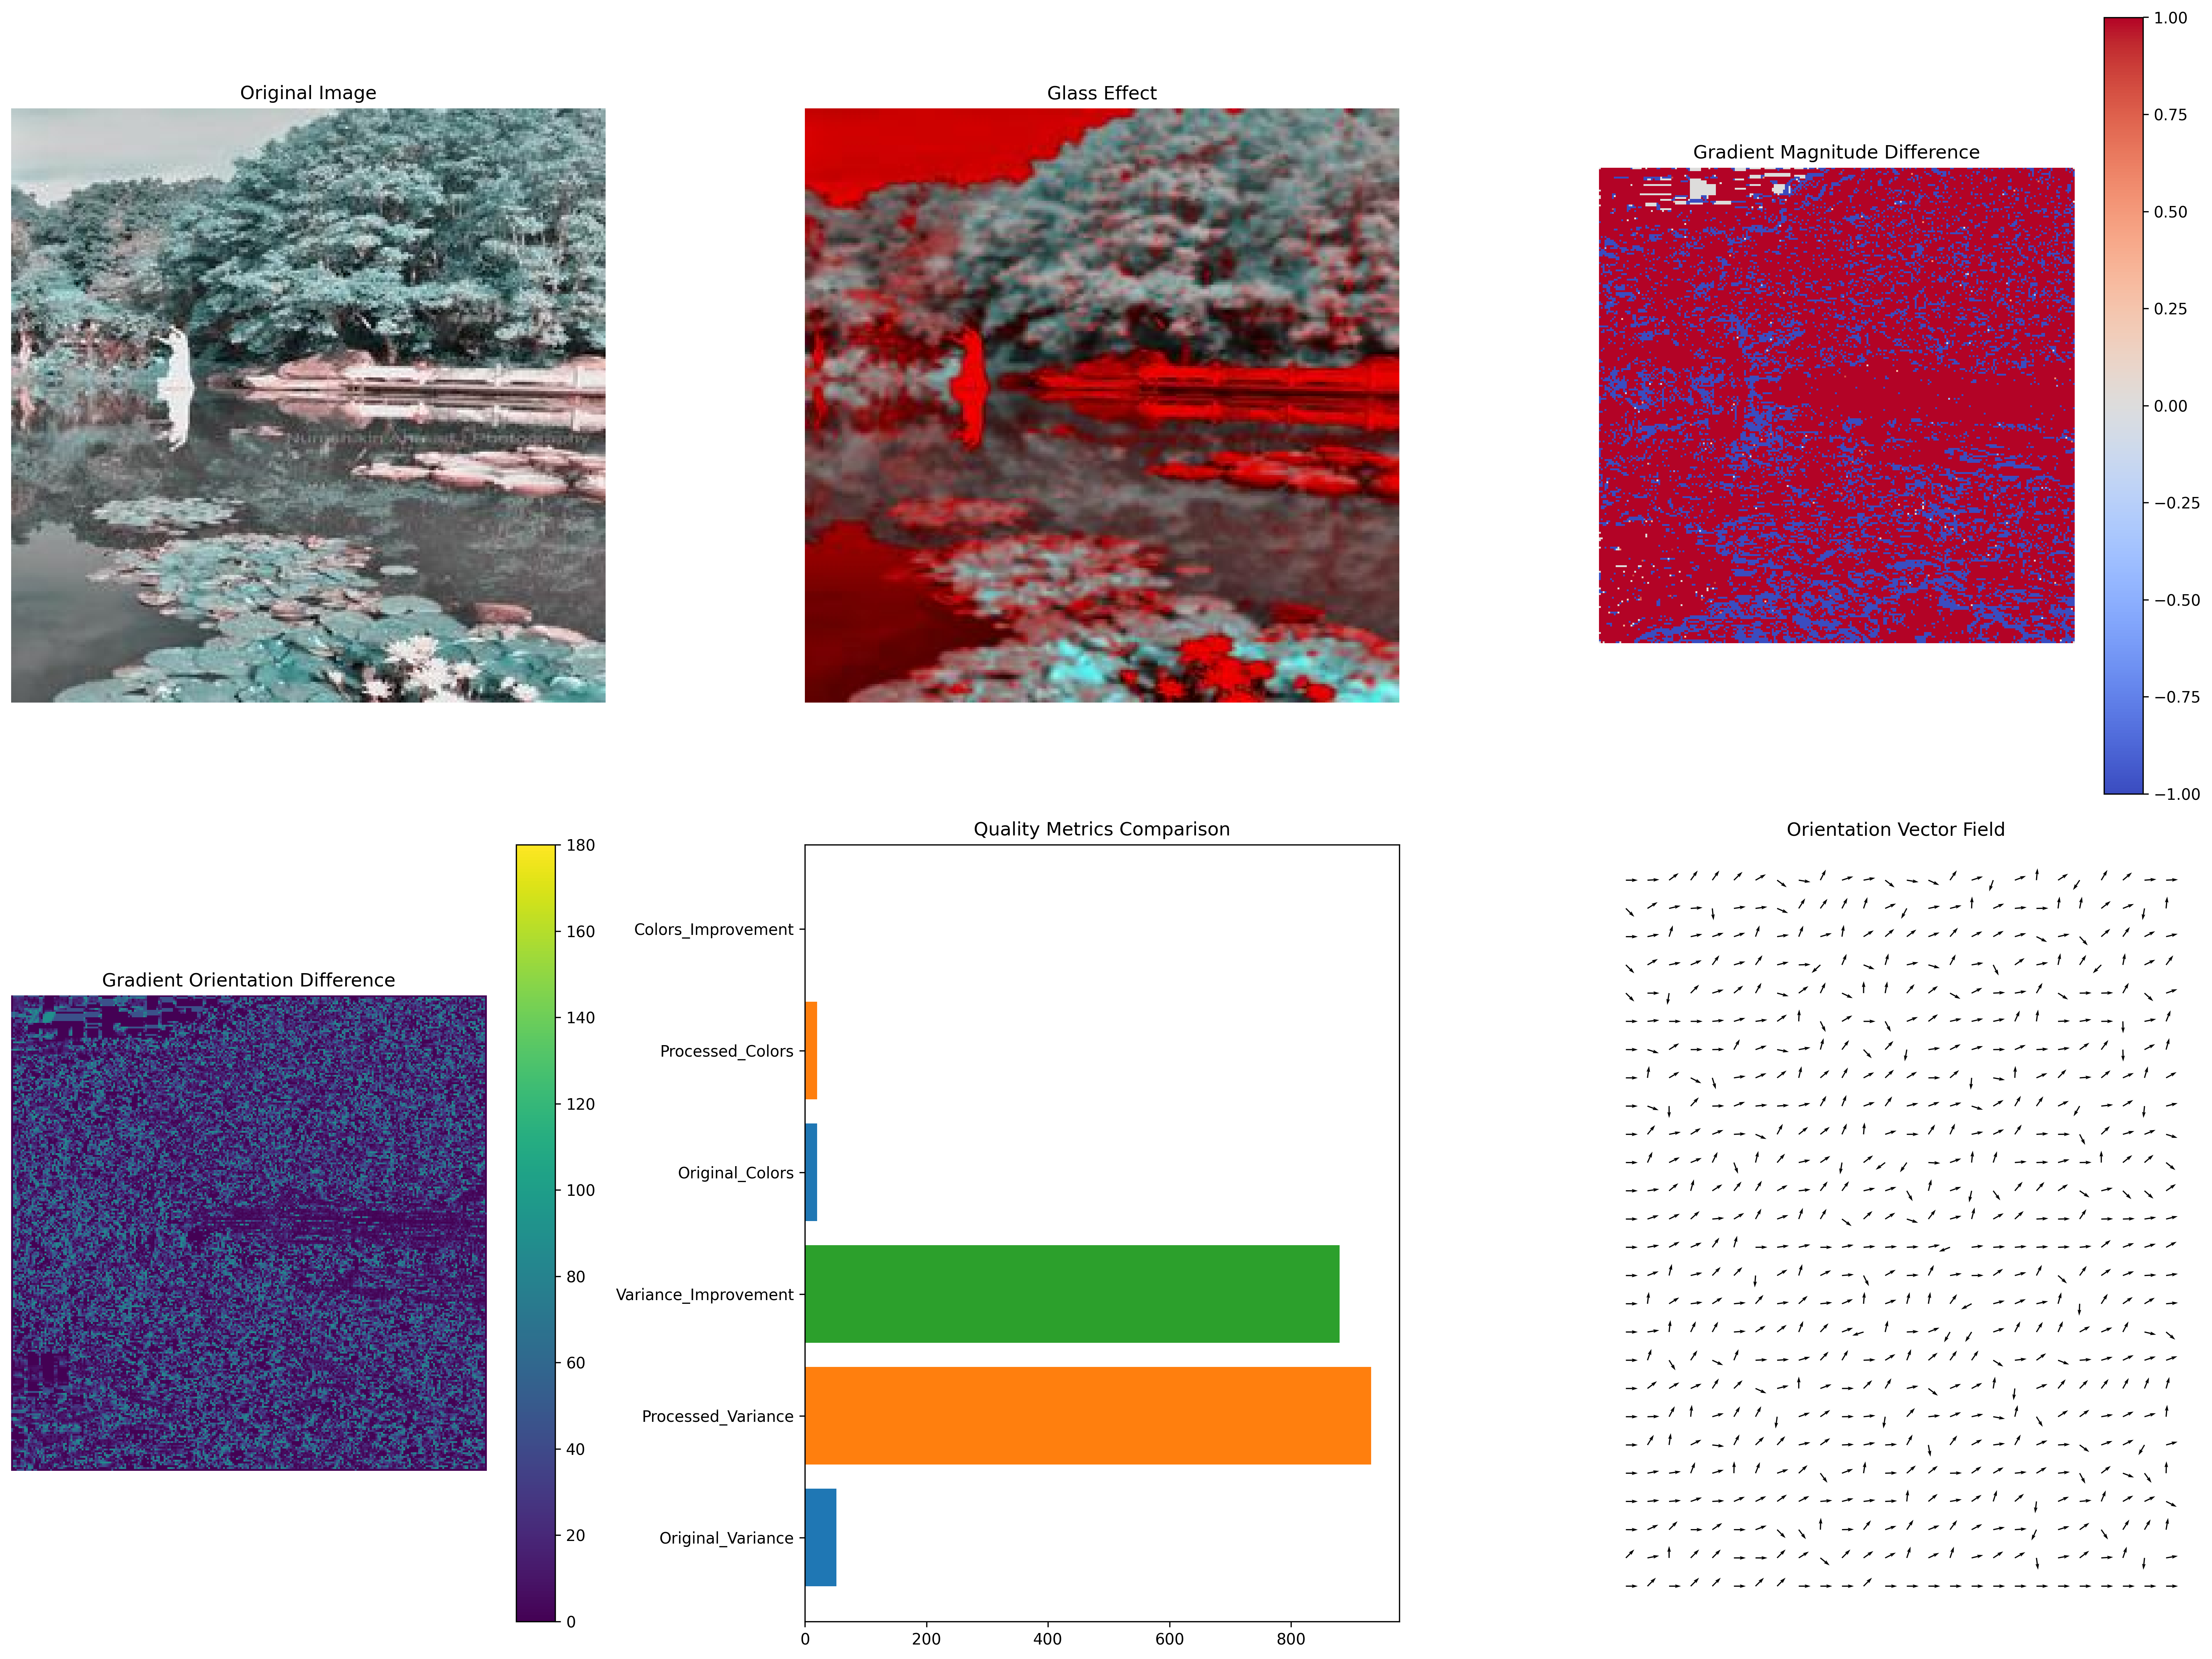 Original Image
Glass Effect
Gradient Magnitude Difference
1.00
0.75
0.50
0.25
0.00
−0.25
−0.50
−0.75
−1.00
Photography
Gradient Orientation Difference
180
160
140
120
100
80
60
40
20
0
Quality Metrics Comparison
Colors_Improvement
Processed_Colors
Original_Colors
Variance_Improvement
Processed_Variance
Original_Variance
0 200 400 600 800
Orientation Vector Field